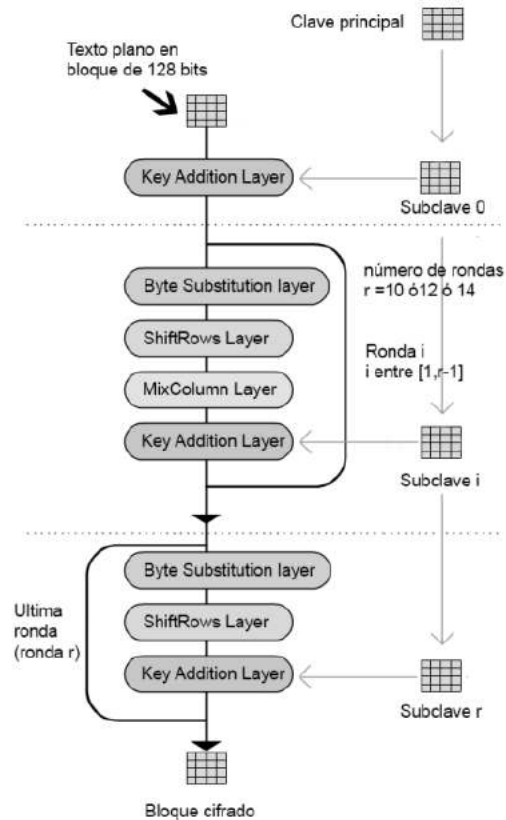 Clave principal
Texto plano en
bloque de 128 bits
Key Addition Layer
Subclave 0
número de rondas
r =10 ó12 ó 14
Byte Substitution layer
ShiftRows Layer
Ronda i
i entre [1,r-1]
MixColumn Layer
Key Addition Layer
Subclave i
Byte Substitution layer
Ultima
ronda
(ronda r)
ShiftRows Layer
Key Addition Layer
Subclave r
Bloque cifrado